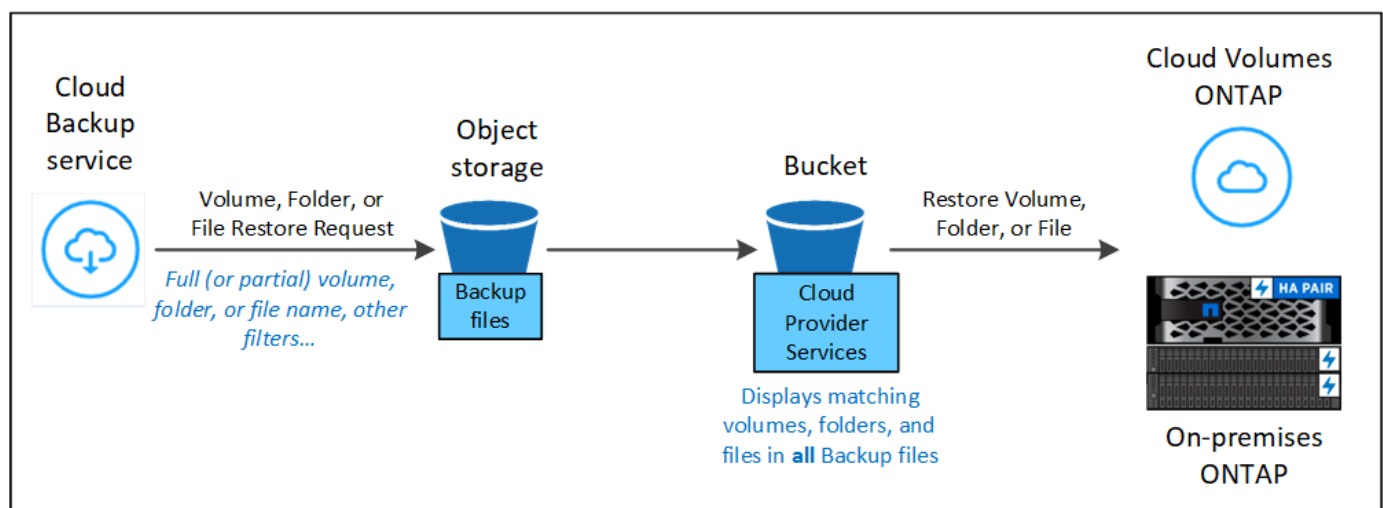 Cloud
Backup
service
Volume, Folder, or
File Restore Request
Full (or partial) volume,
folder, or file name, other
filters...
Object
storage
Backup
files
Bucket
Cloud
Provider
Services
Displays matching
volumes, folders, and
files in all Backup files
Restore Volume,
Folder, or File
Cloud Volumes
ONTAP
HA PAIR
On-premises
ONTAP